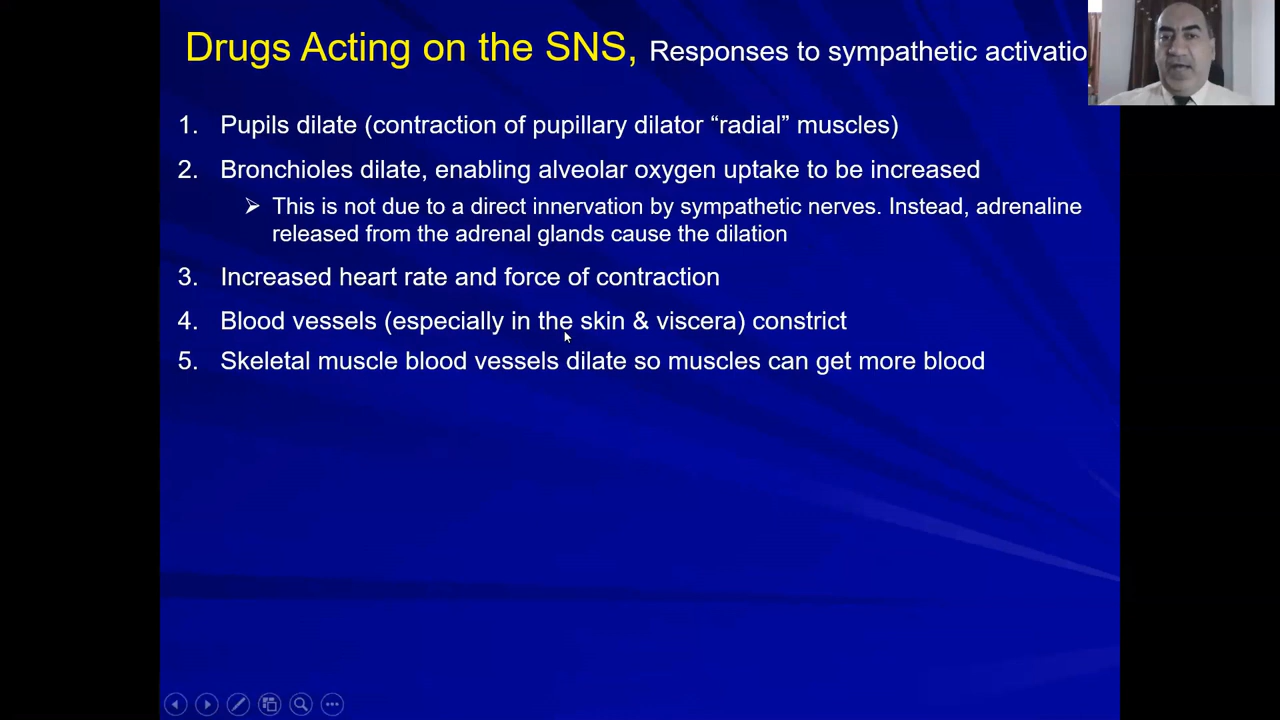 Drugs Acting on the SNS, Responses to sympathetic activatio
1. Pupils dilate (contraction of pupillary dilator “radial” muscles)
2. Bronchioles dilate, enabling alveolar oxygen uptake to be increased
➢ This is not due to a direct innervation by sympathetic nerves. Instead, adrenaline
released from the adrenal glands cause the dilation
3. Increased heart rate and force of contraction
4. Blood vessels (especially in the skin & viscera) constrict
5. Skeletal muscle blood vessels dilate so muscles can get more blood